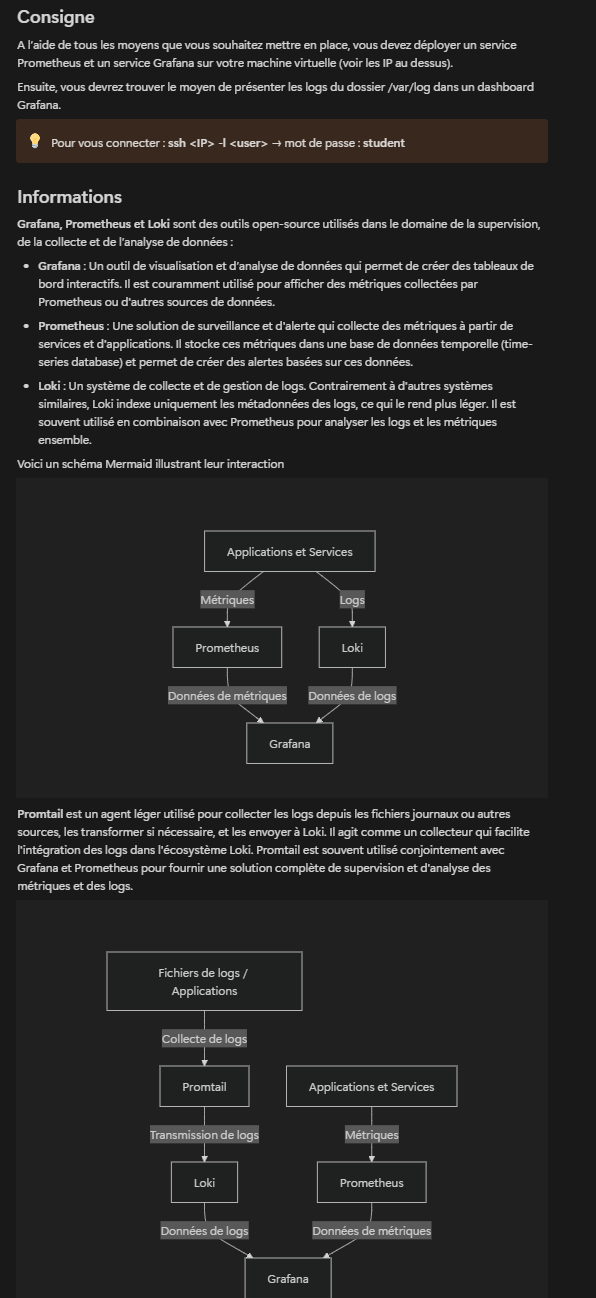 Consigne
A l'aide de tous les moyens que vous souhaitez mettre en place, vous devez déployer un service
Prometheus et un service Grafana sur votre machine virtuelle (voir les IP au dessus).
Ensuite, vous devrez trouver le moyen de présenter les logs du dossier /var/log dans un dashboard
Grafana.
Pour vous connecter : ssh <IP> -l <user> → mot de passe : student
Informations
Grafana, Prometheus et Loki sont des outils open-source utilisés dans le domaine de la supervision,
de la collecte et de l'analyse de données :
• Grafana : Un outil de visualisation et d'analyse de données qui permet de créer des tableaux de
bord interactifs. Il est couramment utilisé pour afficher des métriques collectées par
Prometheus ou d'autres sources de données.
• Prometheus : Une solution de surveillance et d'alerte qui collecte des métriques à partir de
services et d'applications. Il stocke ces métriques dans une base de données temporelle (time-
series database) et permet de créer des alertes basées sur ces données.
• Loki : Un système de collecte et de gestion de logs. Contrairement à d'autres systèmes
similaires, Loki indexe uniquement les métadonnées des logs, ce qui le rend plus léger. Il est
souvent utilisé en combinaison avec Prometheus pour analyser les logs et les métriques
ensemble.
Voici un schéma Mermaid illustrant leur interaction
Applications et Services
Métriques
Logs
Prometheus
Loki
Données de métriques
Données de logs
Grafana
Promtail est un agent léger utilisé pour collecter les logs depuis les fichiers journaux ou autres
sources, les transformer si nécessaire, et les envoyer à Loki. Il agit comme un collecteur qui facilite
l'intégration des logs dans l'écosystème Loki. Promtail est souvent utilisé conjointement avec
Grafana et Prometheus pour fournir une solution complète de supervision et d'analyse des
métriques et des logs.
Fichiers de logs /
Applications
Collecte de logs
Promtail
Applications et Services
Transmission de logs
Métriques
Loki
Prometheus
Données de logs
Données de métriques
Grafana